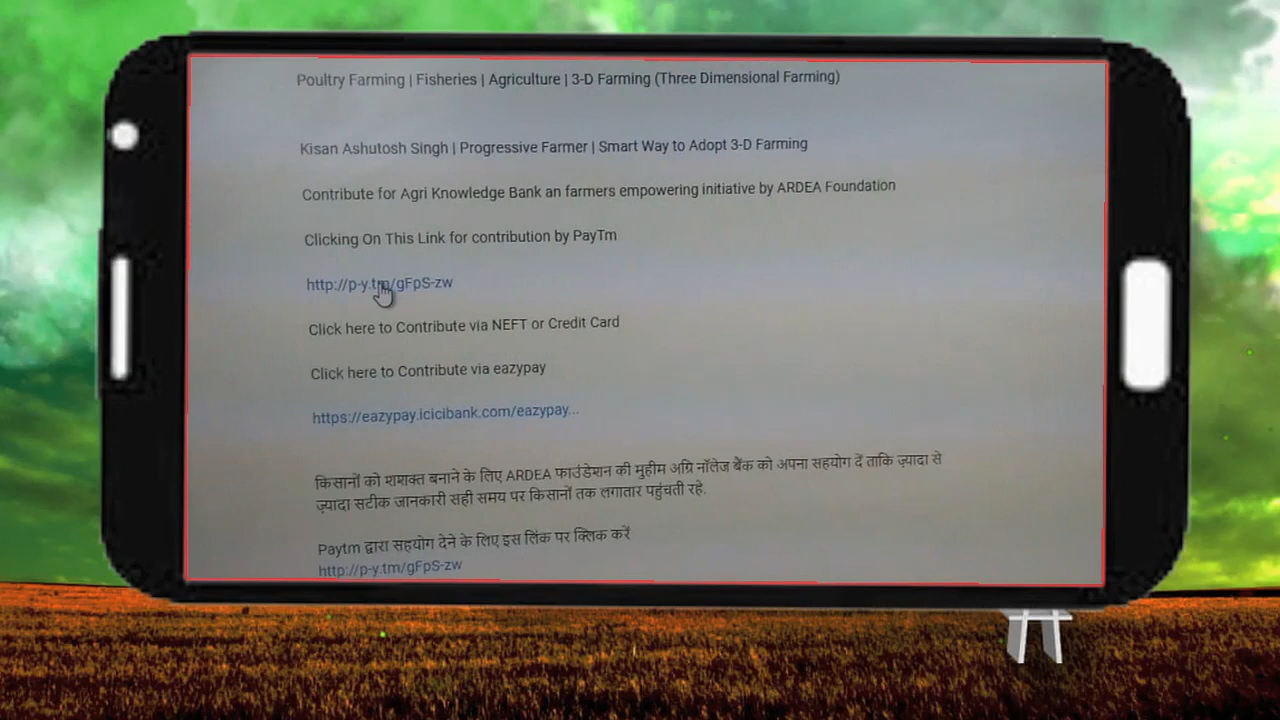 Poultry Farming | Fisheries | Agriculture | 3-D Farming (Three Dimensional Farming)
Kisan Ashutosh Singh | Progressive Farmer | Smart Way to Adopt 3-D Farming
Contribute for Agri Knowledge Bank an farmers empowering initiative by ARDEA Foundation
Clicking On This Link for contribution by PayTm
http://p-y.tm/gFpS-zw
Click here to Contribute via NEFT or Credit Card
Click here to Contribute via eazypay
https://eazypay.icicibank.com/eazypay...
किसानों को शशक्त बनाने के लिए ARDEA फाउंडेशन की मुहीम अग्रि नॉलेज बैंक को अपना सहयोग दें ताकि ज़्यादा से
ज़्यादा सटीक जानकारी सही समय पर किसानों तक लगातार पहुंचती रहे.
Paytm द्वारा सहयोग देने के लिए इस लिंक पर क्लिक करें
http://p-y.tm/gFpS-zw